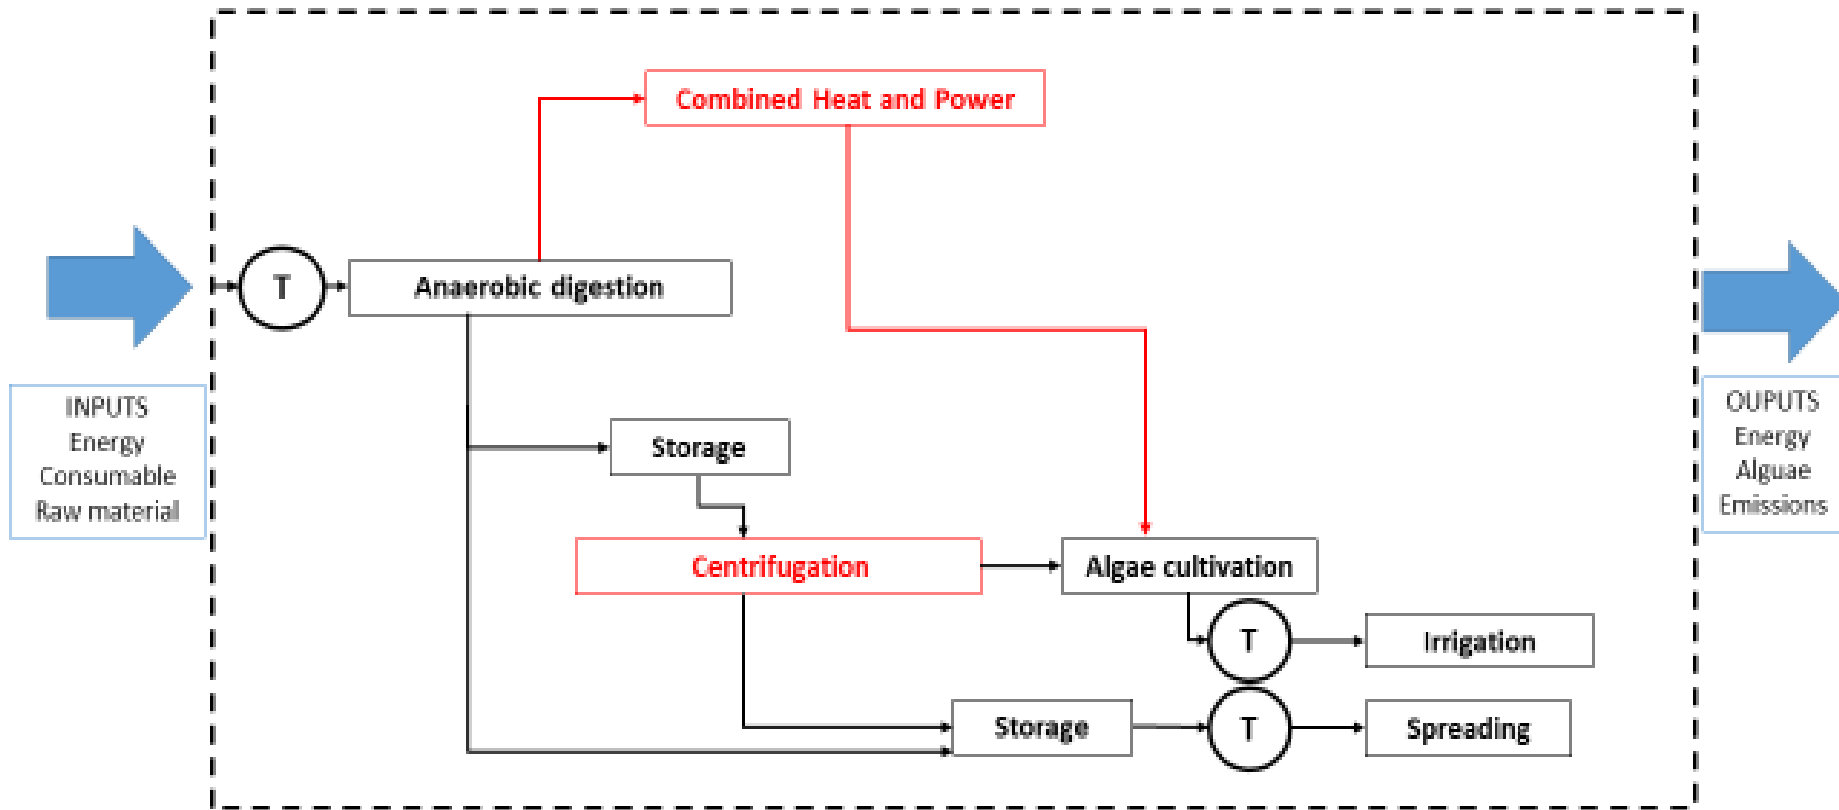 Combined Heat and Power
T
Anaerobic digestion
INPUTS
Energy
Consumable
Raw material
OUPUTS
Energy
Alguae
Emissions
Storage
Centrifugation
Algae cultivation
T
Irrigation
Storage
T
Spreading